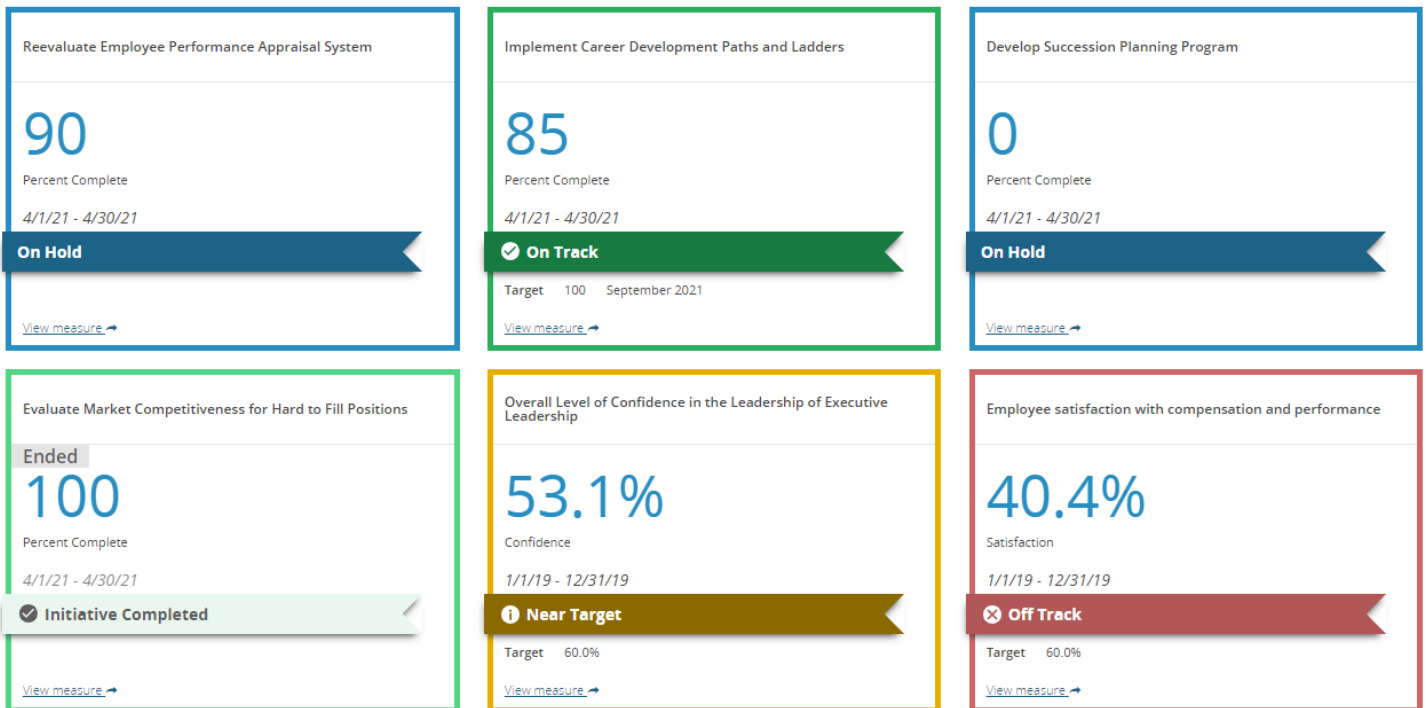 Reevaluate Employee Performance Appraisal System
90
Percent Complete
4/1/21 - 4/30/21
On Hold
View measure
Implement Career Development Paths and Ladders
85
Percent Complete
4/1/21 - 4/30/21
On Track
Target 100 September 2021
View measure
Develop Succession Planning Program
0
Percent Complete
4/1/21 - 4/30/21
On Hold
View measure
Evaluate Market Competitiveness for Hard to Fill Positions
Ended
100
Percent Complete
4/1/21 - 4/30/21
Initiative Completed
View measure
Overall Level of Confidence in the Leadership of Executive
Leadership
53.1%
Confidence
1/1/19 - 12/31/19
Near Target
Target 60.0%
View measure
Employee satisfaction with compensation and performance
40.4%
Satisfaction
1/1/19 - 12/31/19
Off Track
Target 60.0%
View measure